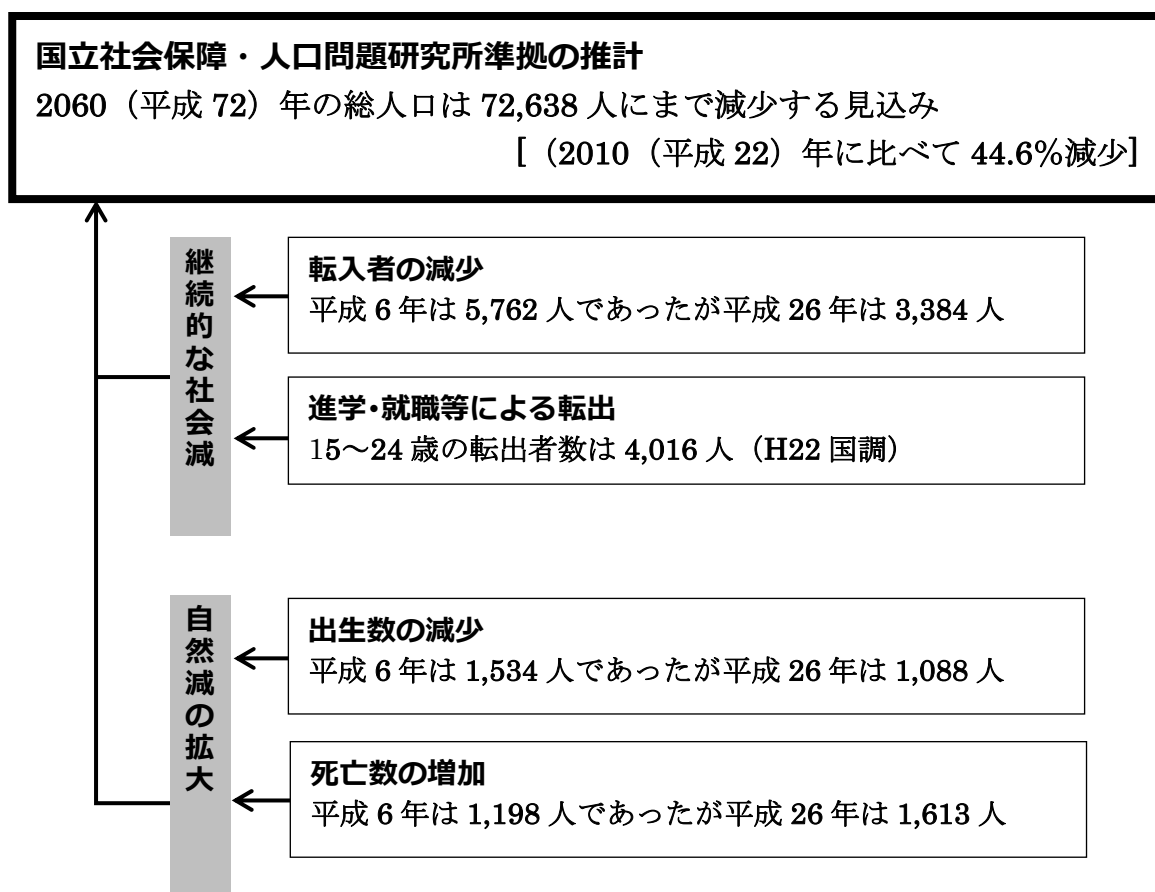 国立社会保障・人口問題研究所準拠の推計
2060（平成 72）年の総人口は 72,638 人にまで減少する見込み
[（2010（平成 22）年に比べて 44.6%減少]
継続的な社会減
転入者の減少
平成 6 年は 5,762 人であったが平成 26 年は 3,384 人
進学・就職等による転出
15～24 歳の転出者数は 4,016 人（H22 国調）
自然減の拡大
出生数の減少
平成 6 年は 1,534 人であったが平成 26 年は 1,088 人
死亡数の増加
平成 6 年は 1,198 人であったが平成 26 年は 1,613 人